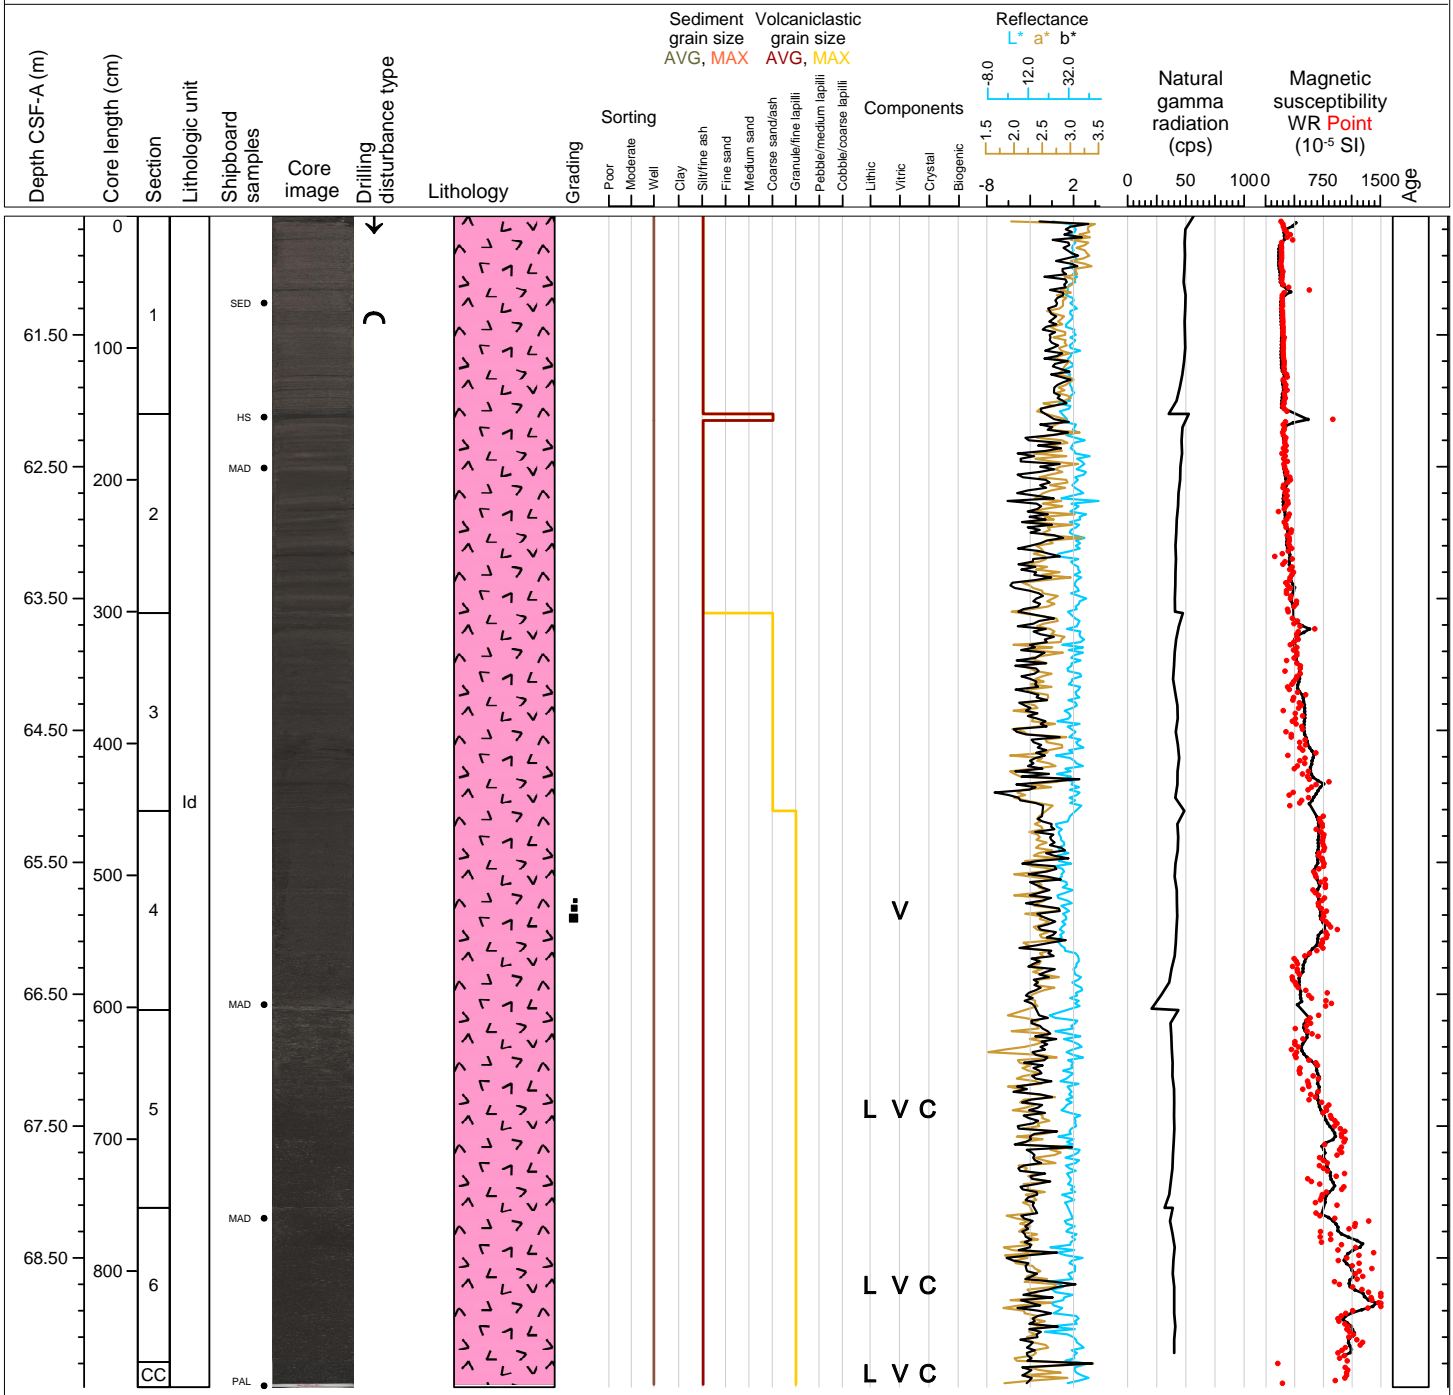 Sediment grain size
AVG, MAX
Volcaniclastic grain size
AVG, MAX
Reflectance
L* a* b*
-8.0 12.0 32.0
1.5 2.0 2.5 3.0 3.5
-8 2
Depth CSF-A (m)
Core length (cm)
Section
Lithologic unit
Shipboard samples
Core image
Drilling disturbance type
Lithology
Grading
Sorting
Poor
Moderate
Well
Clay
Silt/fine ash
Fine sand
Medium sand
Coarse sand/ash
Granule/fine lapilli
Pebble/medium lapilli
Cobble/coarse lapilli
Components
Lithic
Vitric
Crystal
Biogenic
Natural gamma radiation (cps)
0 50 100
Magnetic susceptibility
WR Point
(10-5 SI)
0 750 1500
Age
0
1
SED
61.50
100
HS
MAD
62.50
200
2
63.50
300
3
64.50
400
Id
65.50
500
4
V
66.50
600
MAD
5
L V C
67.50
700
MAD
68.50
800
6
L V C
CC
PAL
L V C